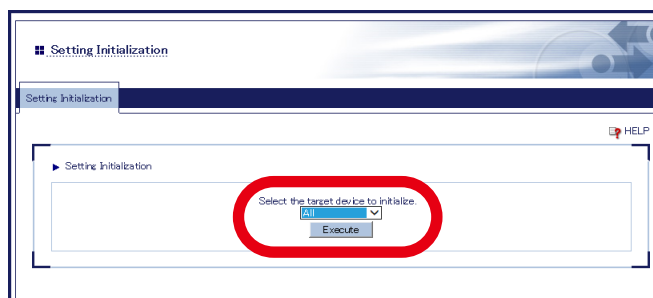 Setting Initialization
Setting Initialization
HELP
Setting Initialization
Select the target device to initialize.
All
Execute